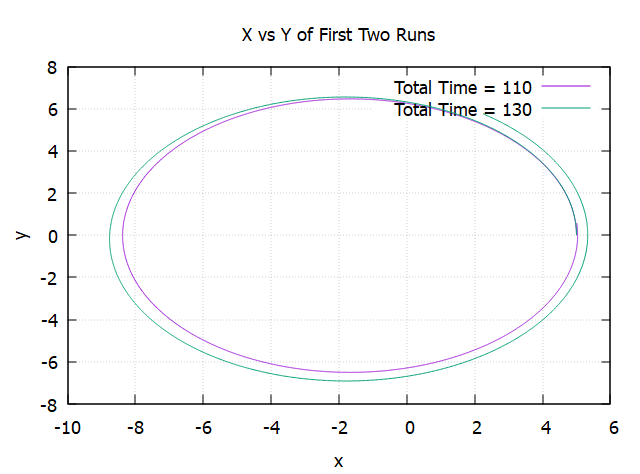 X vs Y of First Two Runs
Total Time = 110
Total Time = 130
8
6
4
2
0
-2
-4
-6
-8
y
-10 -8 -6 -4 -2 0 2 4 6
x